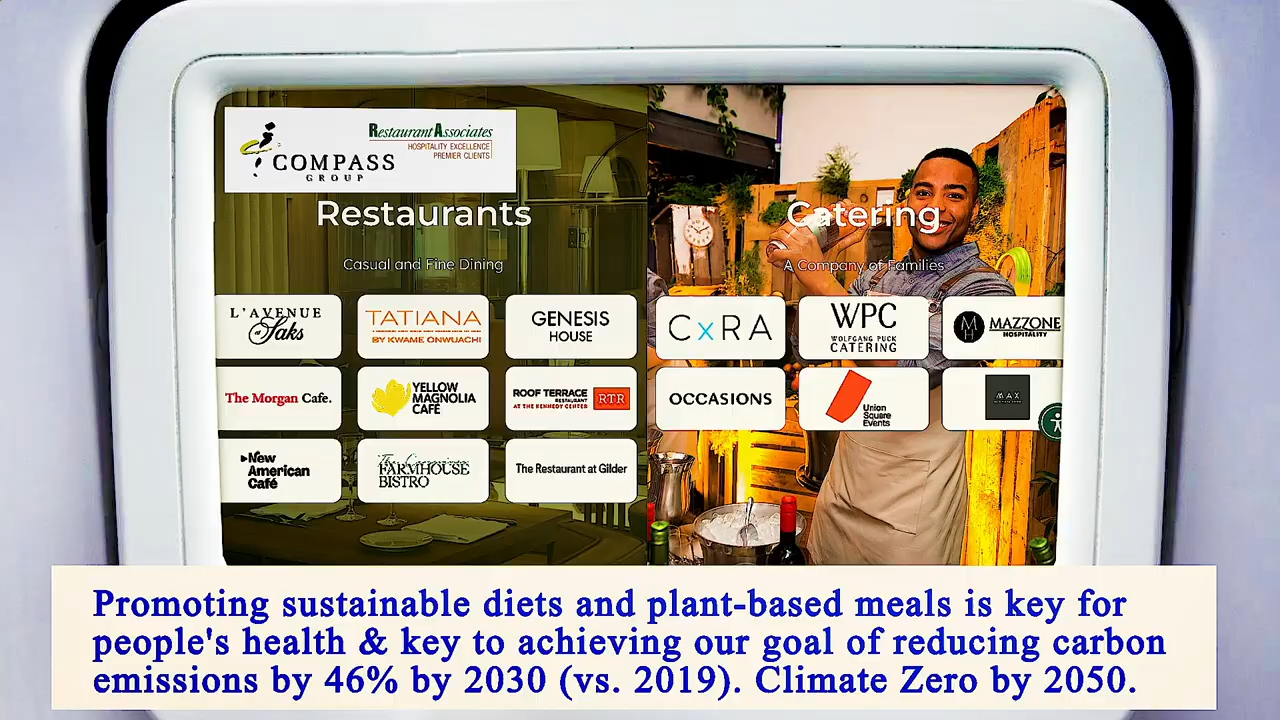 COMPASS
GROUP
Restaurant Associates
HOSPITALITY EXCELLENCE
PREMIER CLIENTS
Restaurants
Casual and Fine Dining
L'AVENUE
at Saks
TATIANA
BY KWAME ONWUACHI
GENESIS
HOUSE
The Morgan Cafe.
YELLOW
MAGNOLIA
CAFÉ
ROOF TERRACE
RESTAURANT
AT THE KENNEDY CENTER
RTR
New
American
Café
FARMHOUSE
BISTRO
The Restaurant at Gilder
Catering
A Company of Families
CxRA
WPC
WOLFGANG PUCK
CATERING
MH
MAZZONE
HOSPITALITY
OCCASIONS
Union
Square
Events
MAX
Promoting sustainable diets and plant-based meals is key for
people's health & key to achieving our goal of reducing carbon
emissions by 46% by 2030 (vs. 2019). Climate Zero by 2050.